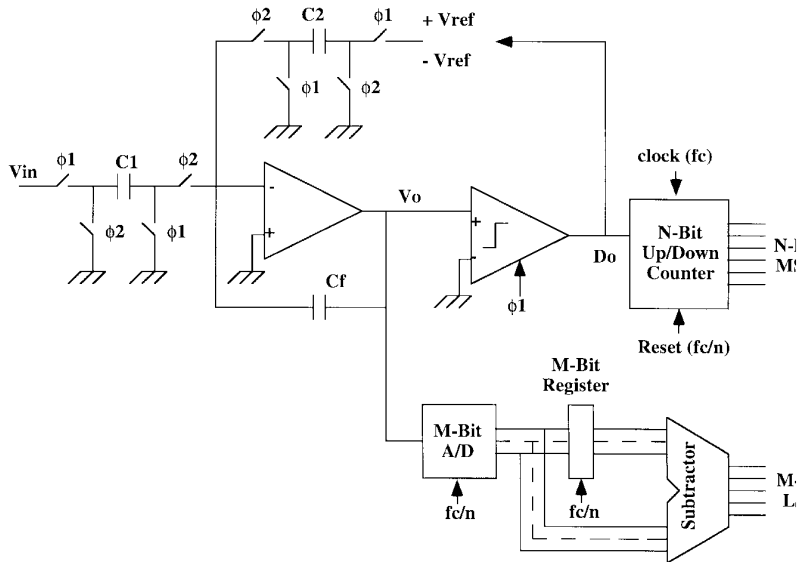 ϕ2
C2
ϕ1
+ Vref
- Vref
ϕ1
ϕ2
Vin
ϕ1
C1
ϕ2
ϕ2
ϕ1
-
+
Vo
+
-
ϕ1
Do
clock (fc)
N-Bit
Up/Down
Counter
Reset (fc/n)
Cf
M-Bit
Register
M-Bit
A/D
fc/n
fc/n
Subtractor